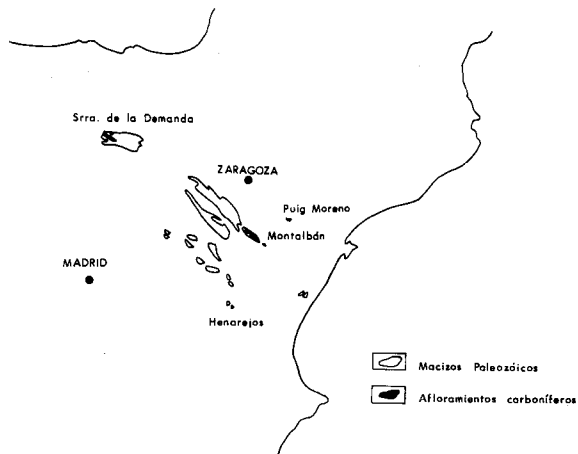 Srra. de la Demanda
ZARAGOZA
Puig Moreno
Montalbán
MADRID
Henarejos
Macizos Paleozóicos
Afloramientos carboníferos